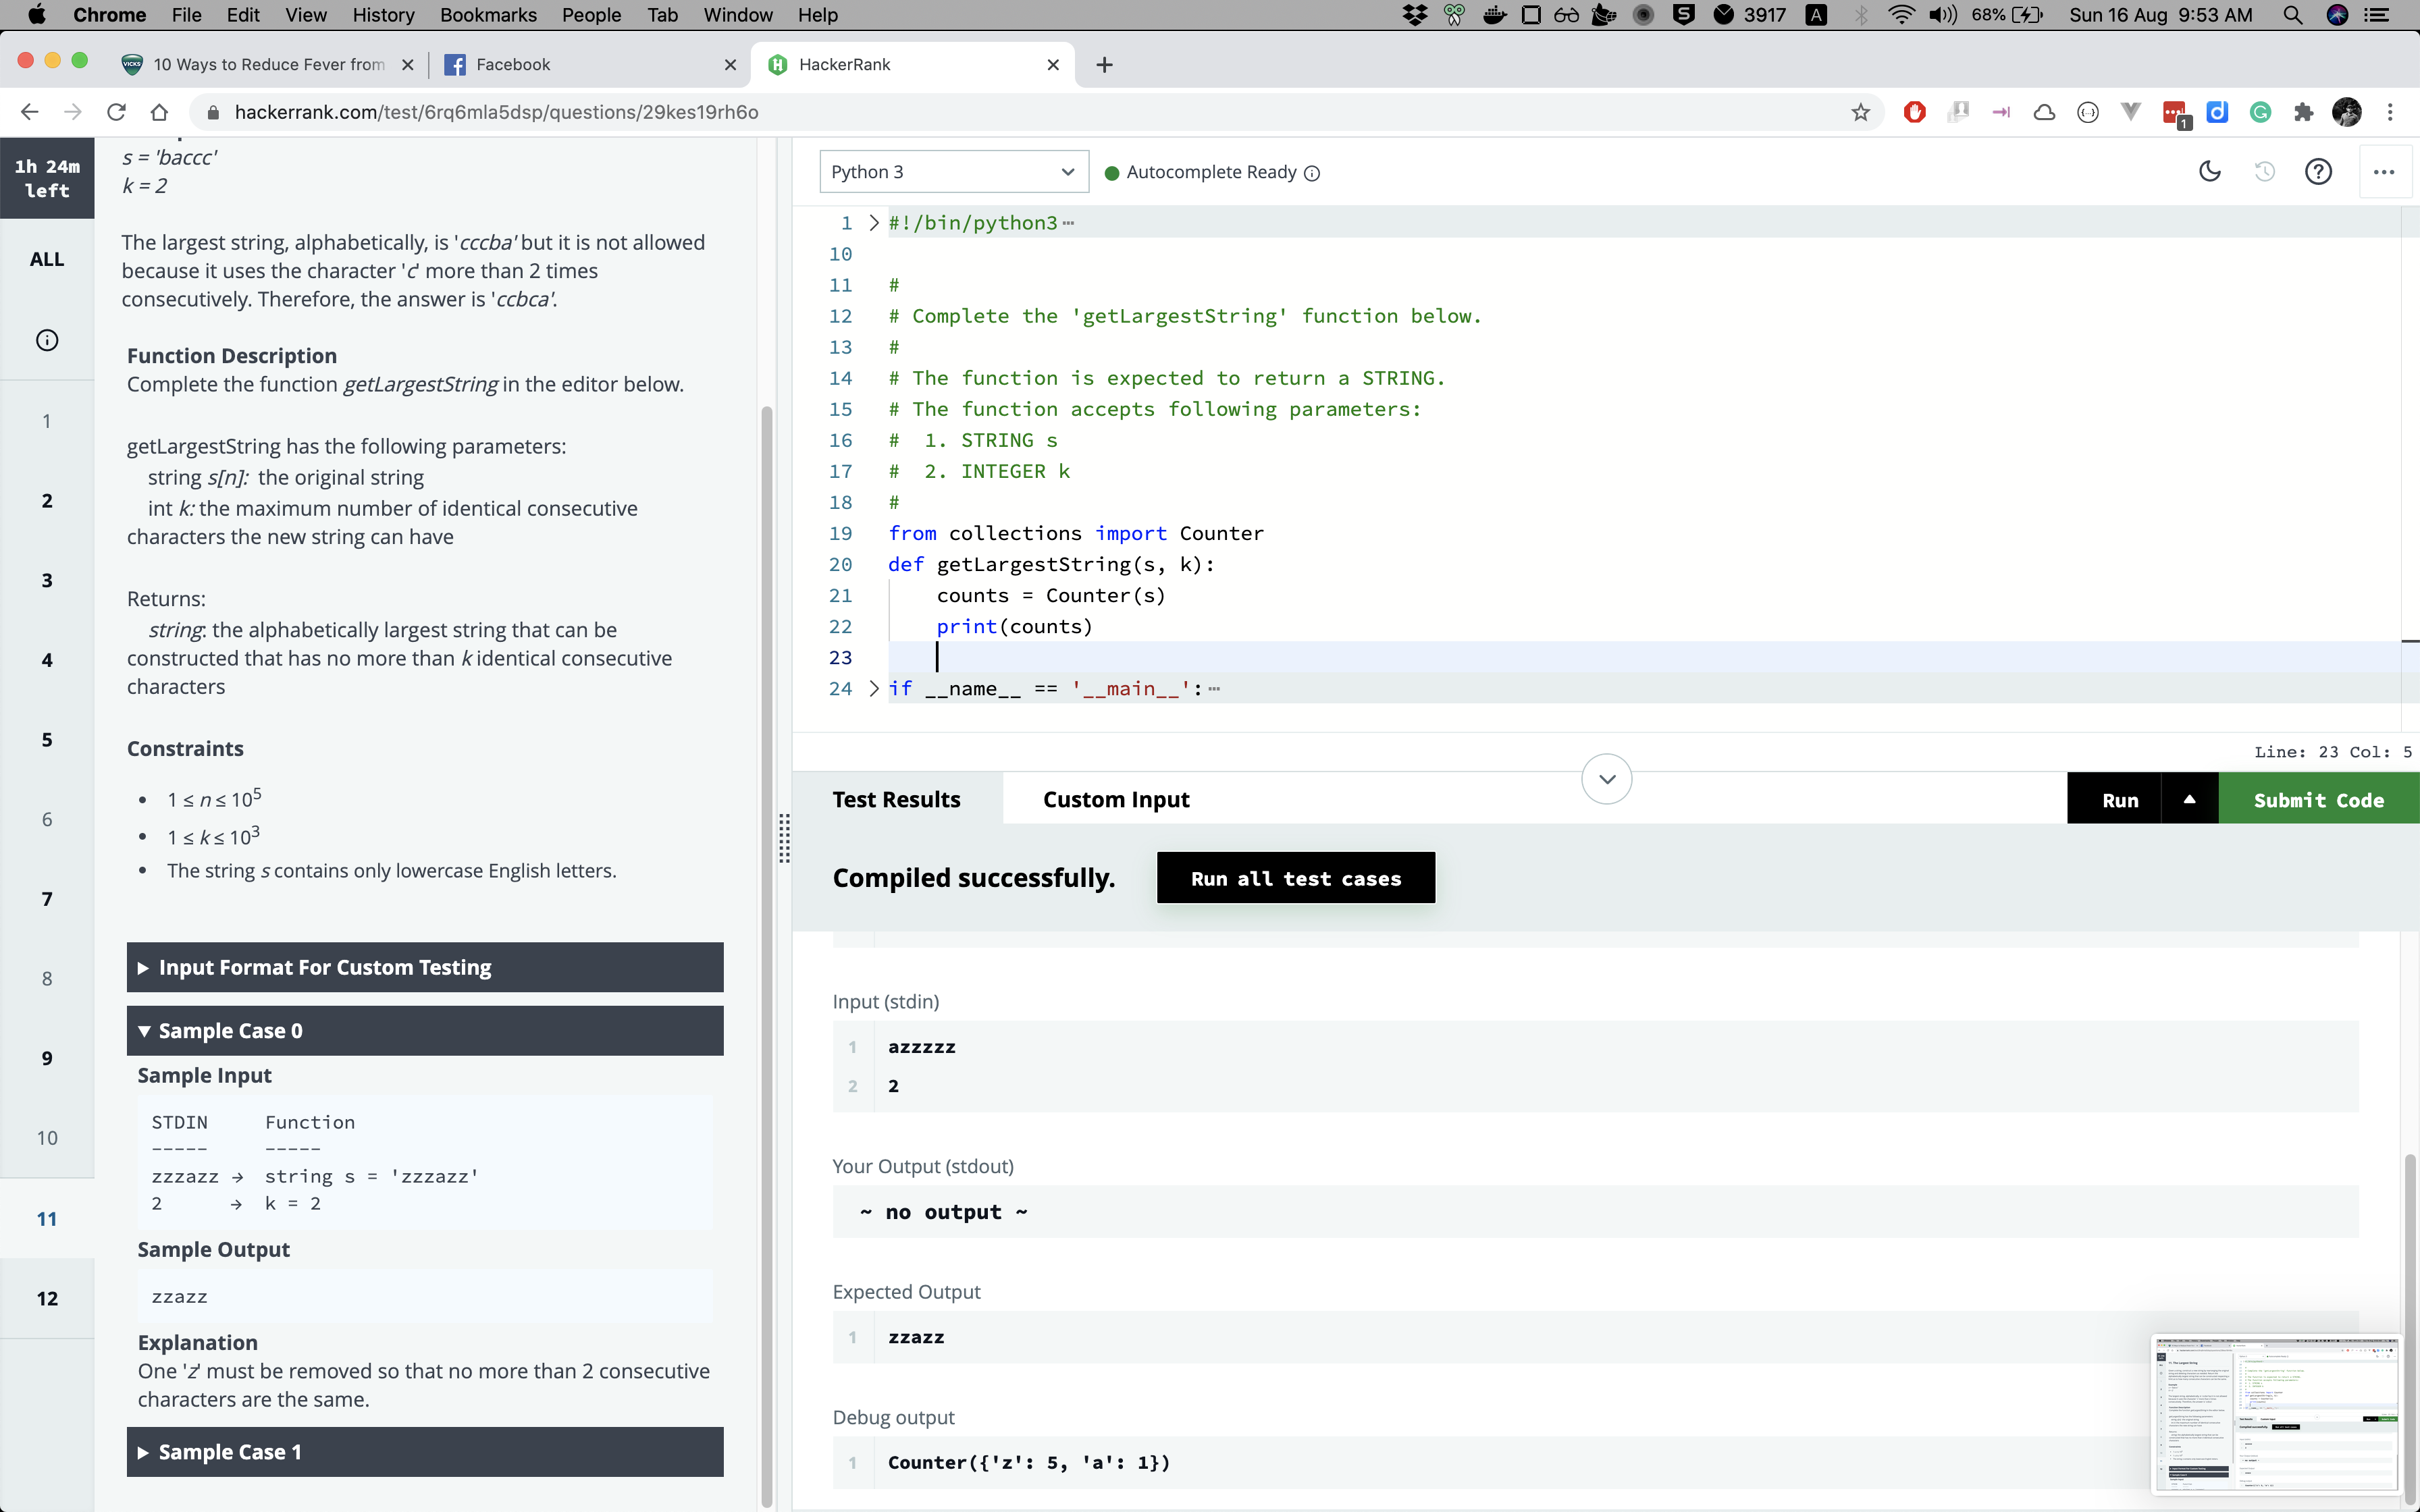 Chrome File Edit View History Bookmarks People Tab Window Help 3917 A 68% Sun 16 Aug 9:53 AM
VICKS 10 Ways to Reduce Fever from Facebook HackerRank
hackerrank.com/test/6rq6mla5dsp/questions/29kes19rh6o
1
1h 24m
left
ALL
1
2
3
4
5
6
7
8
9
10
11
12
s = 'baccc'
k = 2
The largest string, alphabetically, is 'cccba' but it is not allowed
because it uses the character 'c' more than 2 times
consecutively. Therefore, the answer is 'ccbca'.
Function Description
Complete the function getLargestString in the editor below.
getLargestString has the following parameters:
string s[n]: the original string
int k: the maximum number of identical consecutive
characters the new string can have
Returns:
string: the alphabetically largest string that can be
constructed that has no more than k identical consecutive
characters
Constraints
• 1 ≤ n ≤ 10^5
• 1 ≤ k ≤ 10^3
• The string s contains only lowercase English letters.
▶ Input Format For Custom Testing
▼ Sample Case 0
Sample Input
STDIN Function
----- -----
zzzazz → string s = 'zzzazz'
2 → k = 2
Sample Output
zzazz
Explanation
One 'z' must be removed so that no more than 2 consecutive
characters are the same.
▶ Sample Case 1
Python 3 Autocomplete Ready
1 #!/bin/python3
10
11 #
12 # Complete the 'getLargestString' function below.
13 #
14 # The function is expected to return a STRING.
15 # The function accepts following parameters:
16 # 1. STRING s
17 # 2. INTEGER k
18 #
19 from collections import Counter
20 def getLargestString(s, k):
21 counts = Counter(s)
22 print(counts)
23
24 if __name__ == '__main__':
Line: 23 Col: 5
Test Results Custom Input Run Submit Code
Compiled successfully. Run all test cases
Input (stdin)
1 azzzzz
2 2
Your Output (stdout)
~ no output ~
Expected Output
1 zzazz
Debug output
1 Counter({'z': 5, 'a': 1})